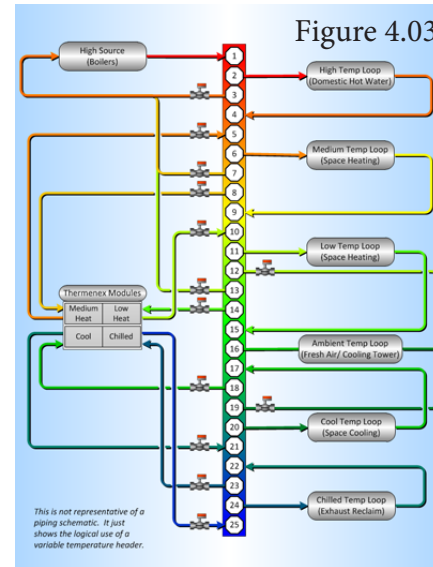 Figure 4.03
High Source
(Boilers)
1
2
3
4
5
6
7
8
9
10
11
12
13
14
15
16
17
18
19
20
21
22
23
24
25
High Temp Loop
(Domestic Hot Water)
Medium Temp Loop
(Space Heating)
Low Temp Loop
(Space Heating)
Ambient Temp Loop
(Fresh Air/ Cooling Tower)
Cool Temp Loop
(Space Cooling)
Chilled Temp Loop
(Exhaust Reclaim)
Thermenex Modules
Medium Heat
Low Heat
Cool
Chilled
This is not representative of a
piping schematic. It just
shows the logical use of a
variable temperature header.